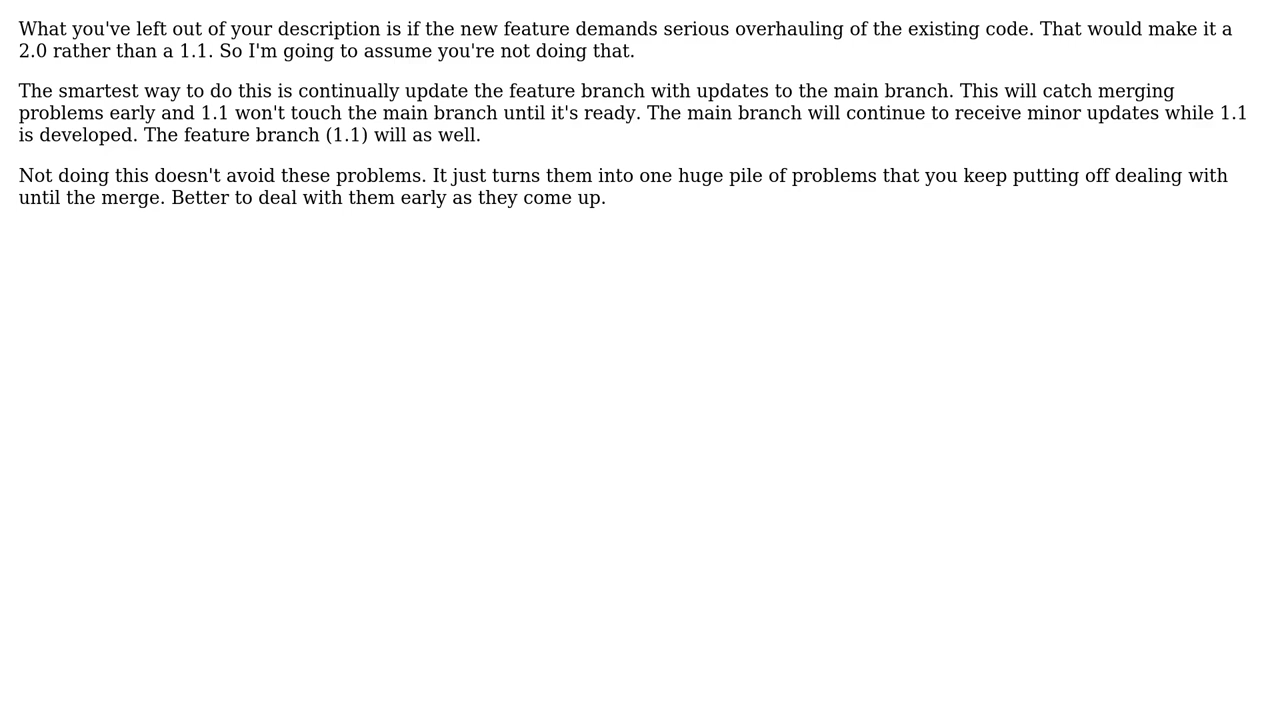 What you've left out of your description is if the new feature demands serious overhauling of the existing code. That would make it a
2.0 rather than a 1.1. So I'm going to assume you're not doing that.
The smartest way to do this is continually update the feature branch with updates to the main branch. This will catch merging
problems early and 1.1 won't touch the main branch until it's ready. The main branch will continue to receive minor updates while 1.1
is developed. The feature branch (1.1) will as well.
Not doing this doesn't avoid these problems. It just turns them into one huge pile of problems that you keep putting off dealing with
until the merge. Better to deal with them early as they come up.